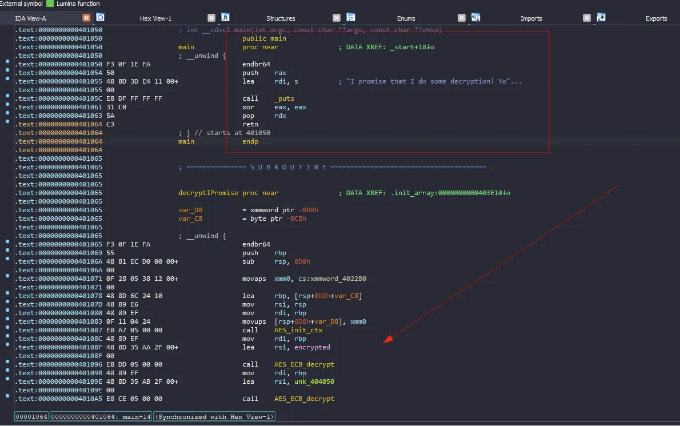 External symbol Lumina function
IDA View-A Hex View-1 Structures Enums Imports Exports
.text:0000000000401050 ; int __cdecl main(int argc, const char **argv, const char **envp)
.text:0000000000401050 public main
.text:0000000000401050 main proc near ; DATA XREF: _start+18↓o
.text:0000000000401050 ; __unwind {
.text:0000000000401050 F3 0F 1E FA endbr64
.text:0000000000401054 50 push rax
.text:0000000000401055 48 8D 3D E4 11 00+ lea rdi, s ; "I promise that I do some decryption! Yo"...
.text:0000000000401055 00
.text:000000000040105C E8 DF FF FF FF call _puts
.text:0000000000401061 31 C0 xor eax, eax
.text:0000000000401063 5A pop rdx
.text:0000000000401064 C3 retn
.text:0000000000401064 ; } // starts at 401050
.text:0000000000401064 main endp
.text:0000000000401064
.text:0000000000401065
.text:0000000000401065 ; =============== S U B R O U T I N E =======================================
.text:0000000000401065
.text:0000000000401065
.text:0000000000401065 decryptIPromise proc near ; DATA XREF: .init_array:0000000000403E10↓o
.text:0000000000401065
.text:0000000000401065 var_D8 = xmmword ptr -0D8h
.text:0000000000401065 var_C8 = byte ptr -0C8h
.text:0000000000401065
.text:0000000000401065 ; __unwind {
.text:0000000000401065 F3 0F 1E FA endbr64
.text:0000000000401069 55 push rbp
.text:000000000040106A 48 81 EC D0 00 00+ sub rsp, 0D0h
.text:000000000040106A 00
.text:0000000000401071 0F 28 05 38 12 00+ movaps xmm0, cs:xmmword_4022B0
.text:0000000000401071 00
.text:0000000000401078 48 8D 6C 24 10 lea rbp, [rsp+0D8h+var_C8]
.text:000000000040107D 48 89 E6 mov rsi, rsp
.text:0000000000401080 48 89 EF mov rdi, rbp
.text:0000000000401083 0F 11 04 24 movups [rsp+0D8h+var_D8], xmm0
.text:0000000000401087 E8 A7 05 00 00 call AES_init_ctx
.text:000000000040108C 48 89 EF mov rdi, rbp
.text:000000000040108F 48 8D 35 AA 2F 00+ lea rsi, encrypted
.text:000000000040108F 00
.text:0000000000401096 E8 DD 05 00 00 call AES_ECB_decrypt
.text:000000000040109B 48 89 EF mov rdi, rbp
.text:000000000040109E 48 8D 35 AB 2F 00+ lea rsi, unk_404050
.text:000000000040109E 00
.text:00000000004010A5 E8 CE 05 00 00 call AES_ECB_decrypt
00001064 0000000000401064: main+14 (Synchronized with Hex View-1)